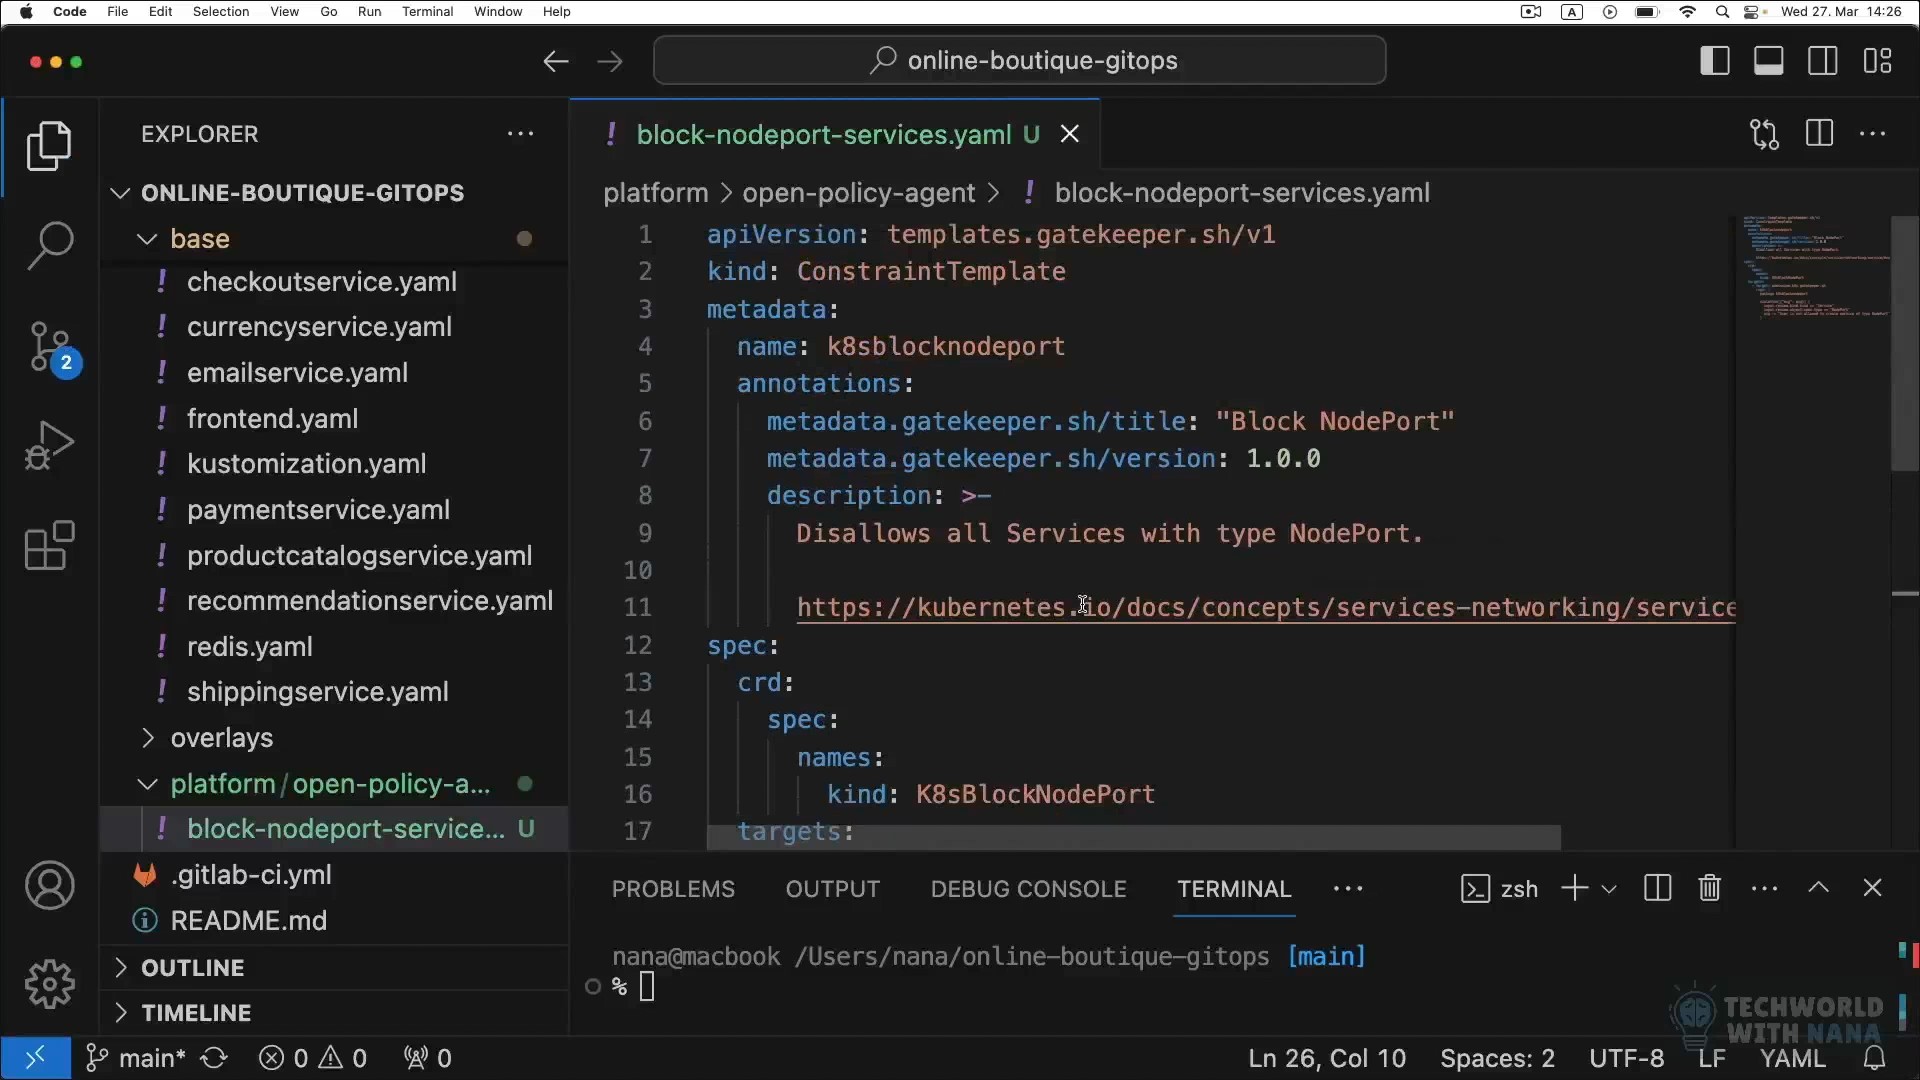 Code File Edit Selection View Go Run Terminal Window Help
A
Wed 27. Mar 14:26
online-boutique-gitops
EXPLORER
ONLINE-BOUTIQUE-GITOPS
base
! checkoutservice.yaml
! currencyservice.yaml
! emailservice.yaml
! frontend.yaml
! kustomization.yaml
! paymentservice.yaml
! productcatalogservice.yaml
! recommendationservice.yaml
! redis.yaml
! shippingservice.yaml
overlays
platform/open-policy-a...
! block-nodeport-service... U
.gitlab-ci.yml
README.md
OUTLINE
TIMELINE
2
! block-nodeport-services.yaml U
platform > open-policy-agent > ! block-nodeport-services.yaml
1 apiVersion: templates.gatekeeper.sh/v1
2 kind: ConstraintTemplate
3 metadata:
4 name: k8sblocknodeport
5 annotations:
6 metadata.gatekeeper.sh/title: "Block NodePort"
7 metadata.gatekeeper.sh/version: 1.0.0
8 description: >-
9 Disallows all Services with type NodePort.
10
11 https://kubernetes.io/docs/concepts/services-networking/service
12 spec:
13 crd:
14 spec:
15 names:
16 kind: K8sBlockNodePort
17 targets:
PROBLEMS OUTPUT DEBUG CONSOLE TERMINAL
zsh
nana@macbook /Users/nana/online-boutique-gitops [main]
%
TECHWORLD
WITH NANA
main* 0 0 0
Ln 26, Col 10 Spaces: 2 UTF-8 LF YAML